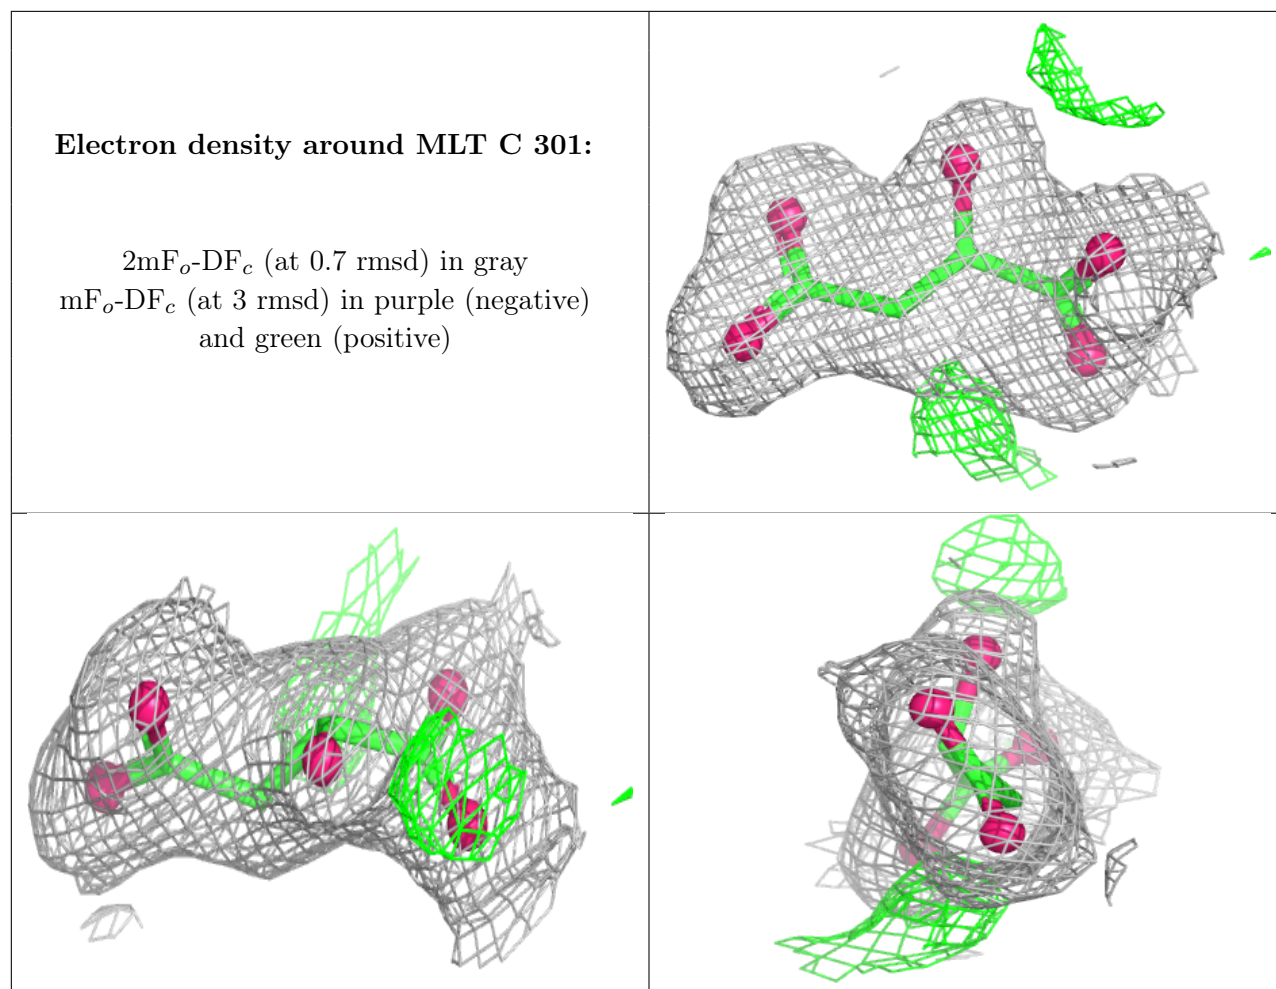 Electron density around MLT C 301:
2mFo-DFc (at 0.7 rmsd) in gray
mFo-DFc (at 3 rmsd) in purple (negative)
and green (positive)